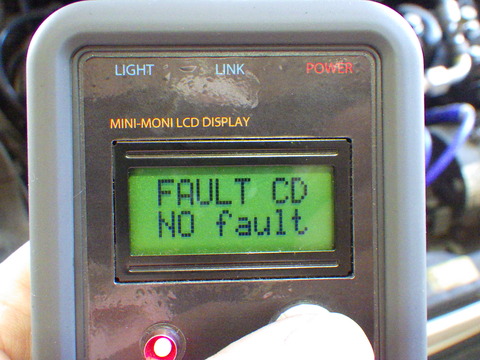 LIGHT LINK POWER
MINI-MONI LCD DISPLAY
FAULT CD
NO fault